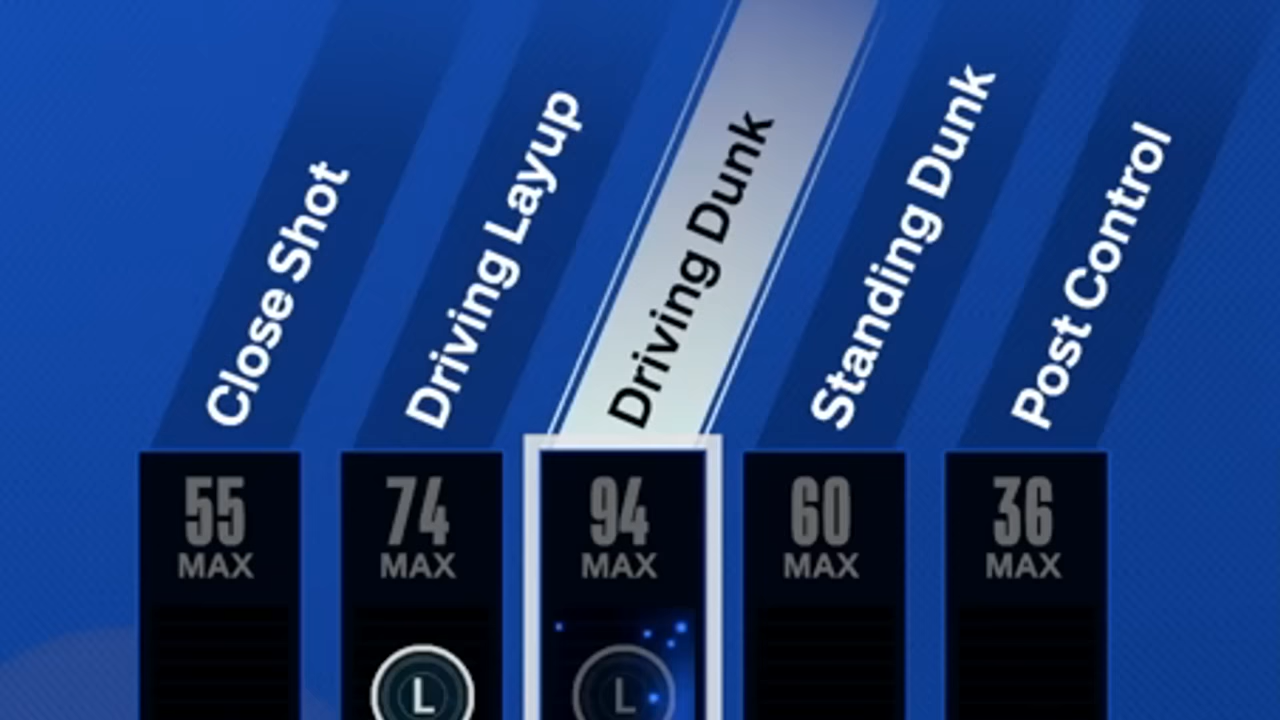 Close Shot
Driving Layup
Driving Dunk
Standing Dunk
Post Control
55
MAX
74
MAX
94
MAX
60
MAX
36
MAX
L
L